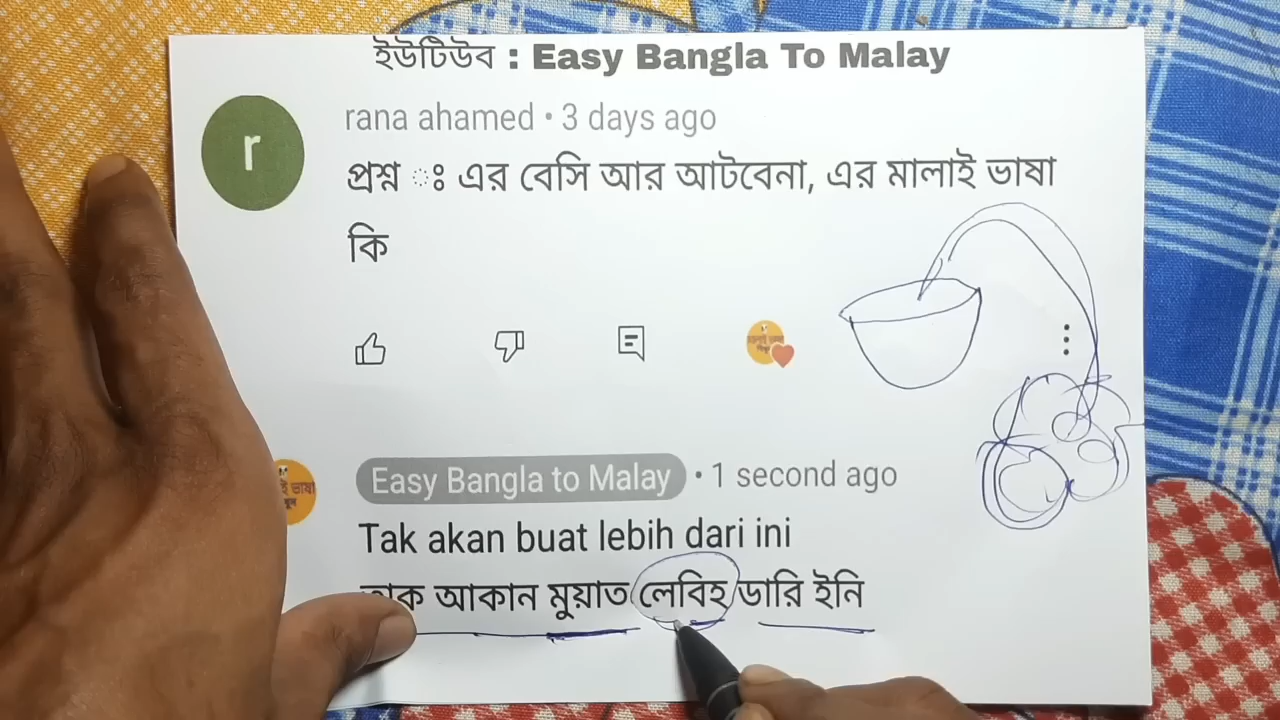 ইউটিউব : Easy Bangla To Malay
rana ahamed • 3 days ago
r
প্রশ্ন ঃ এর বেসি আর আটবেনা, এর মালাই ভাষা
কি
Easy Bangla to Malay • 1 second ago
Tak akan buat lebih dari ini
তাক আকান মুয়াত লেবিহ ডারি ইনি